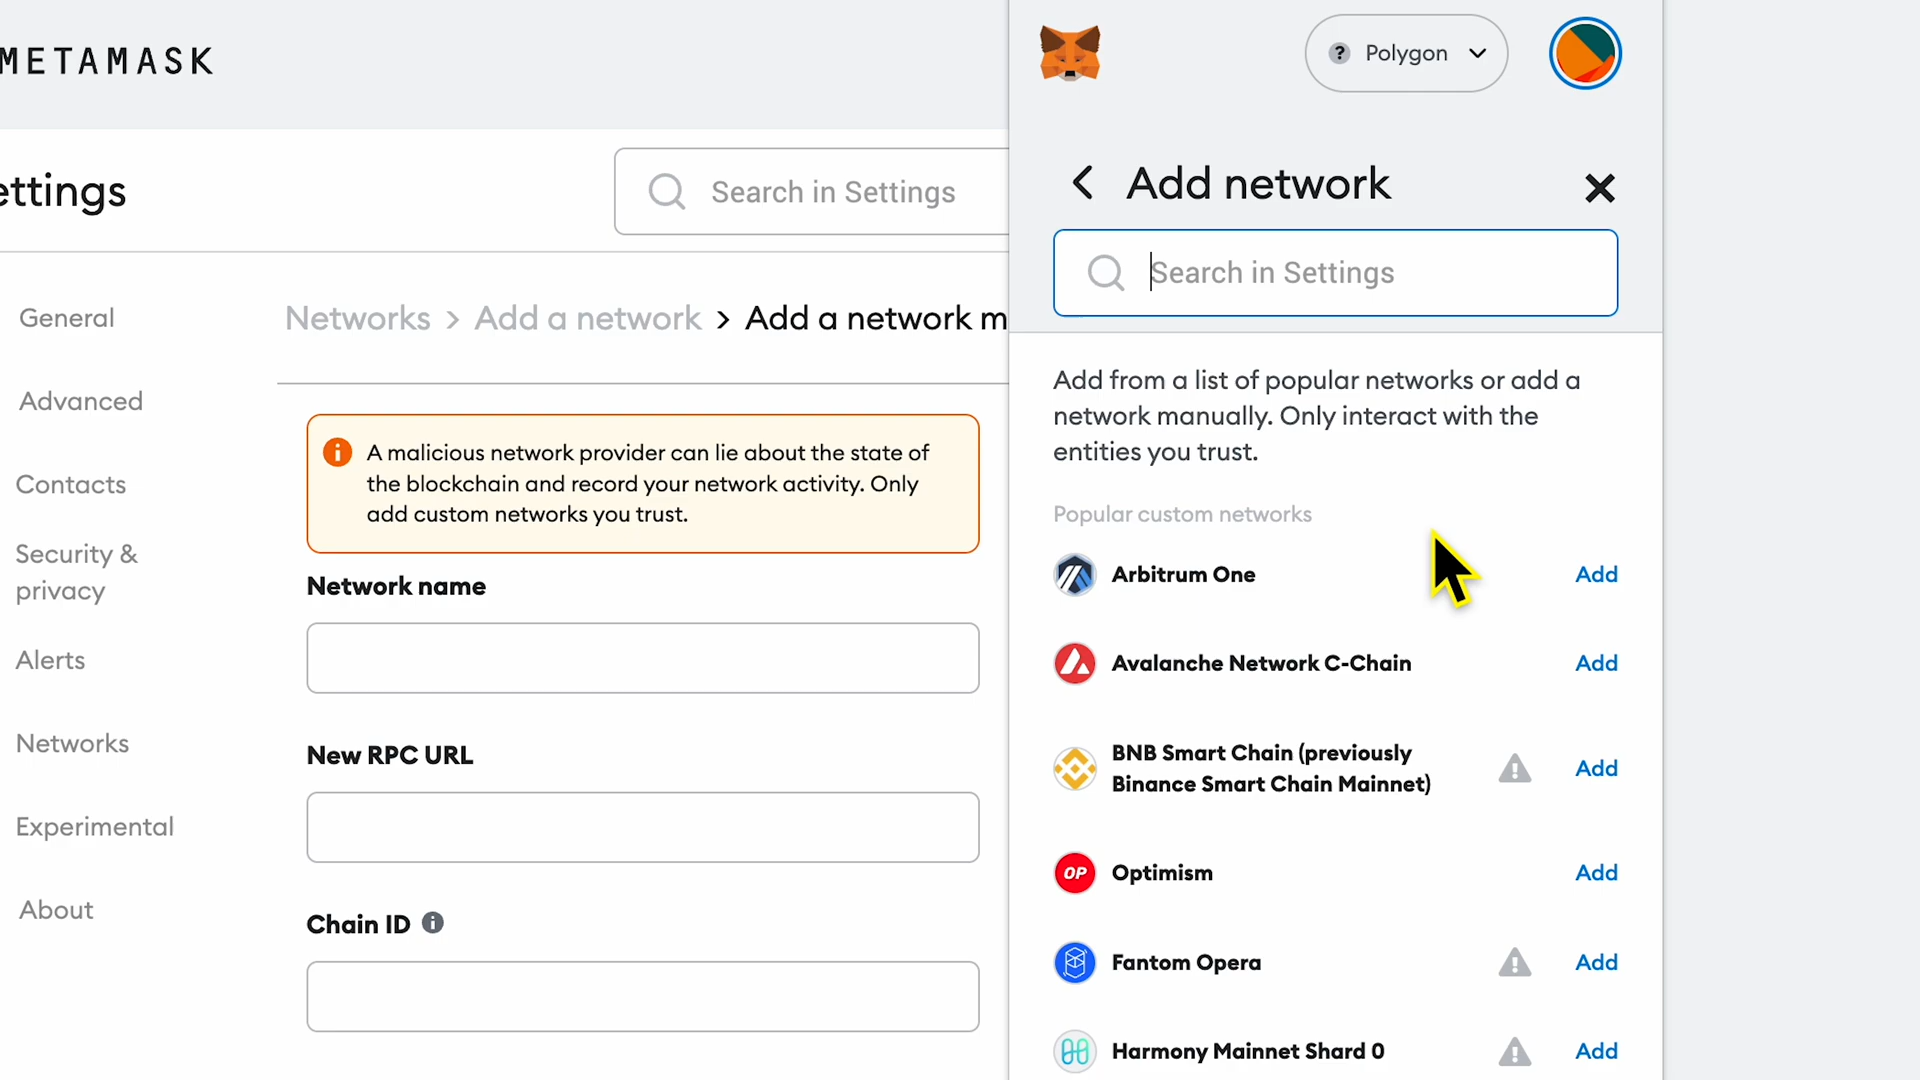 METAMASK
ettings
Search in Settings
General
Advanced
Contacts
Security &
privacy
Alerts
Networks
Experimental
About
Networks > Add a network > Add a network m
A malicious network provider can lie about the state of
the blockchain and record your network activity. Only
add custom networks you trust.
Network name
New RPC URL
Chain ID
Polygon
Add network
Search in Settings
Add from a list of popular networks or add a
network manually. Only interact with the
entities you trust.
Popular custom networks
Arbitrum One Add
Avalanche Network C-Chain Add
BNB Smart Chain (previously
Binance Smart Chain Mainnet) Add
OP Optimism Add
Fantom Opera Add
Harmony Mainnet Shard 0 Add